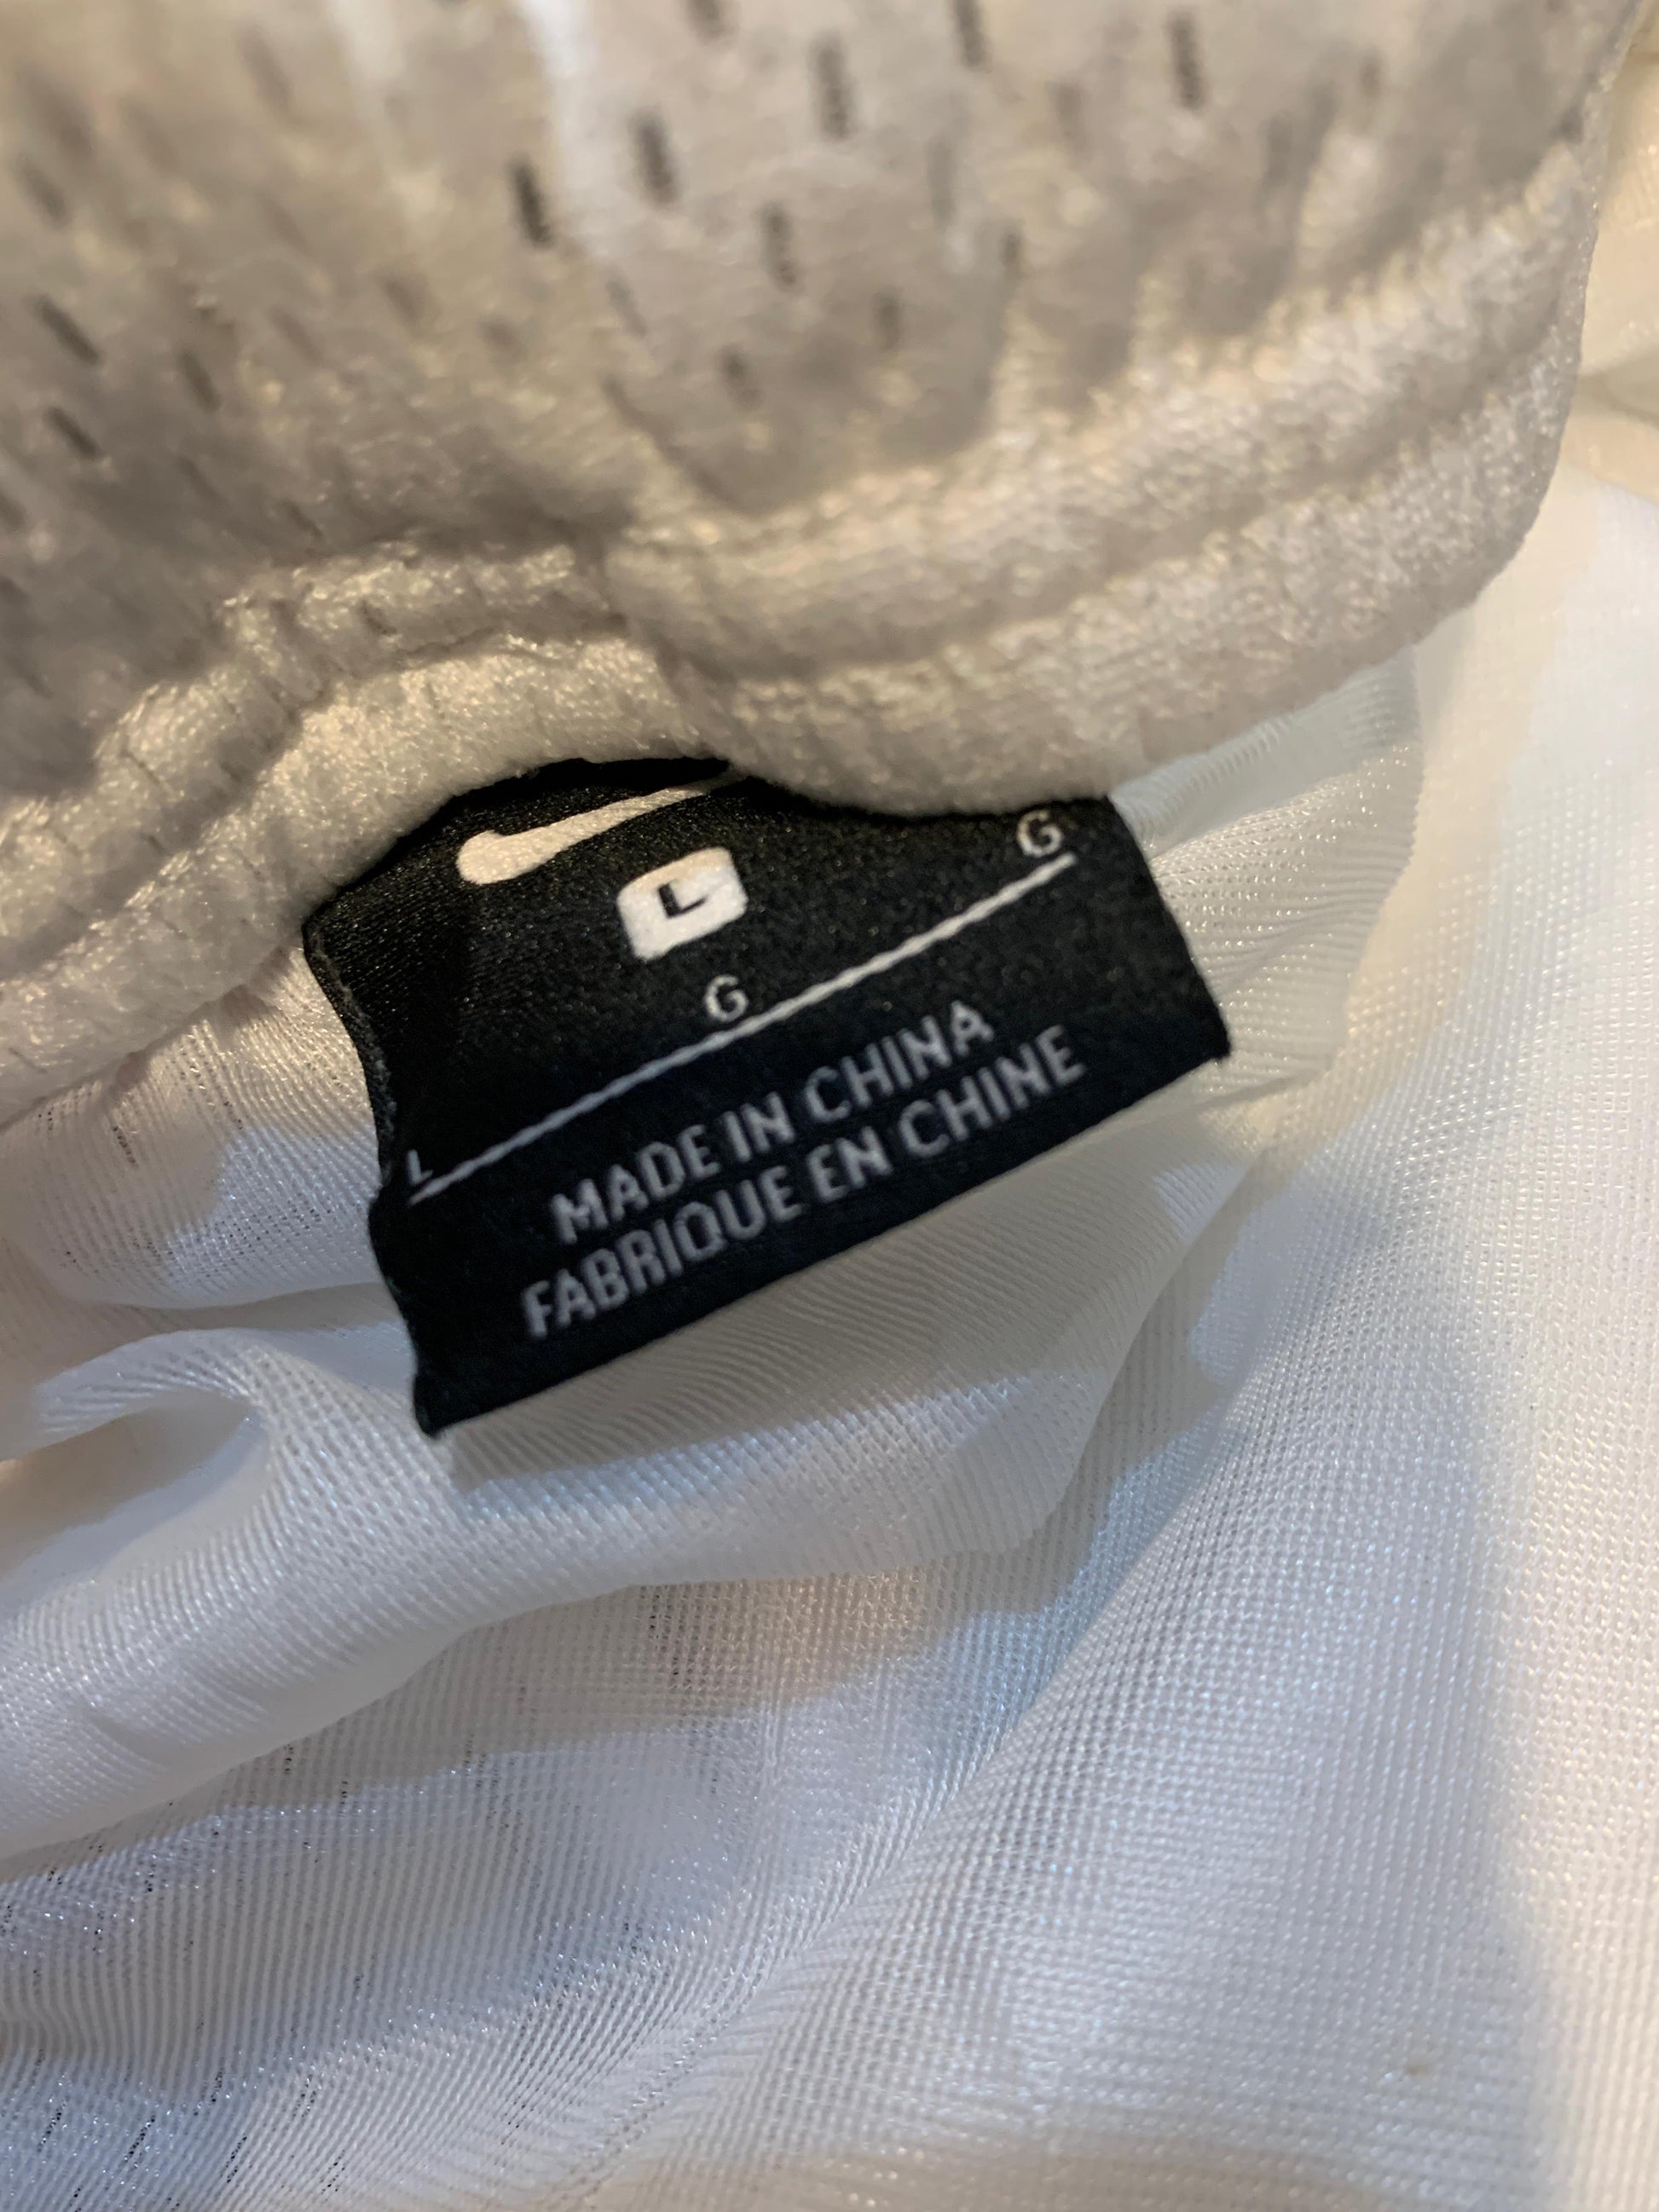 L
L G G
MADE IN CHINA
FABRIQUE EN CHINE